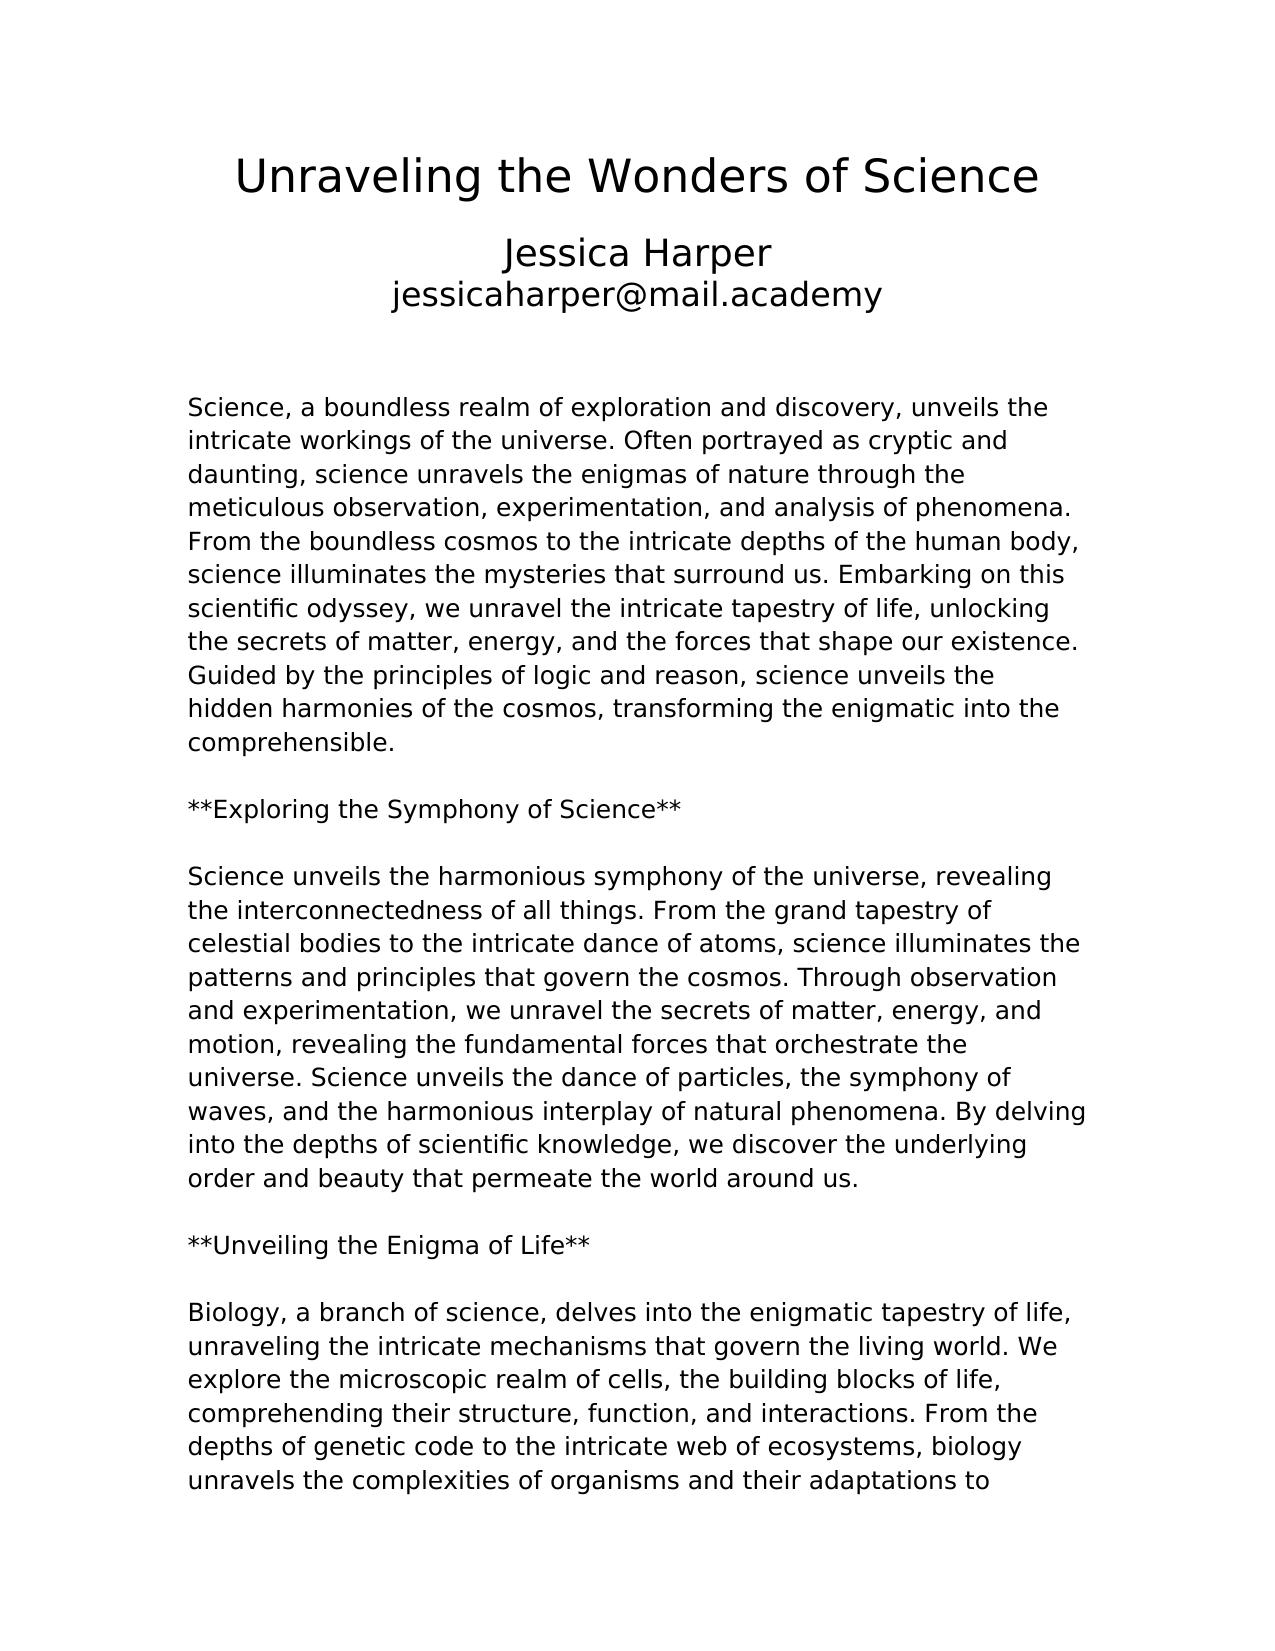 Unraveling the Wonders of Science
Jessica Harper
jessicaharper@mail.academy
Science, a boundless realm of exploration and discovery, unveils the
intricate workings of the universe. Often portrayed as cryptic and
daunting, science unravels the enigmas of nature through the
meticulous observation, experimentation, and analysis of phenomena.
From the boundless cosmos to the intricate depths of the human body,
science illuminates the mysteries that surround us. Embarking on this
scientific odyssey, we unravel the intricate tapestry of life, unlocking
the secrets of matter, energy, and the forces that shape our existence.
Guided by the principles of logic and reason, science unveils the
hidden harmonies of the cosmos, transforming the enigmatic into the
comprehensible.
**Exploring the Symphony of Science**
Science unveils the harmonious symphony of the universe, revealing
the interconnectedness of all things. From the grand tapestry of
celestial bodies to the intricate dance of atoms, science illuminates the
patterns and principles that govern the cosmos. Through observation
and experimentation, we unravel the secrets of matter, energy, and
motion, revealing the fundamental forces that orchestrate the
universe. Science unveils the dance of particles, the symphony of
waves, and the harmonious interplay of natural phenomena. By delving
into the depths of scientific knowledge, we discover the underlying
order and beauty that permeate the world around us.
**Unveiling the Enigma of Life**
Biology, a branch of science, delves into the enigmatic tapestry of life,
unraveling the intricate mechanisms that govern the living world. We
explore the microscopic realm of cells, the building blocks of life,
comprehending their structure, function, and interactions. From the
depths of genetic code to the intricate web of ecosystems, biology
unravels the complexities of organisms and their adaptations to